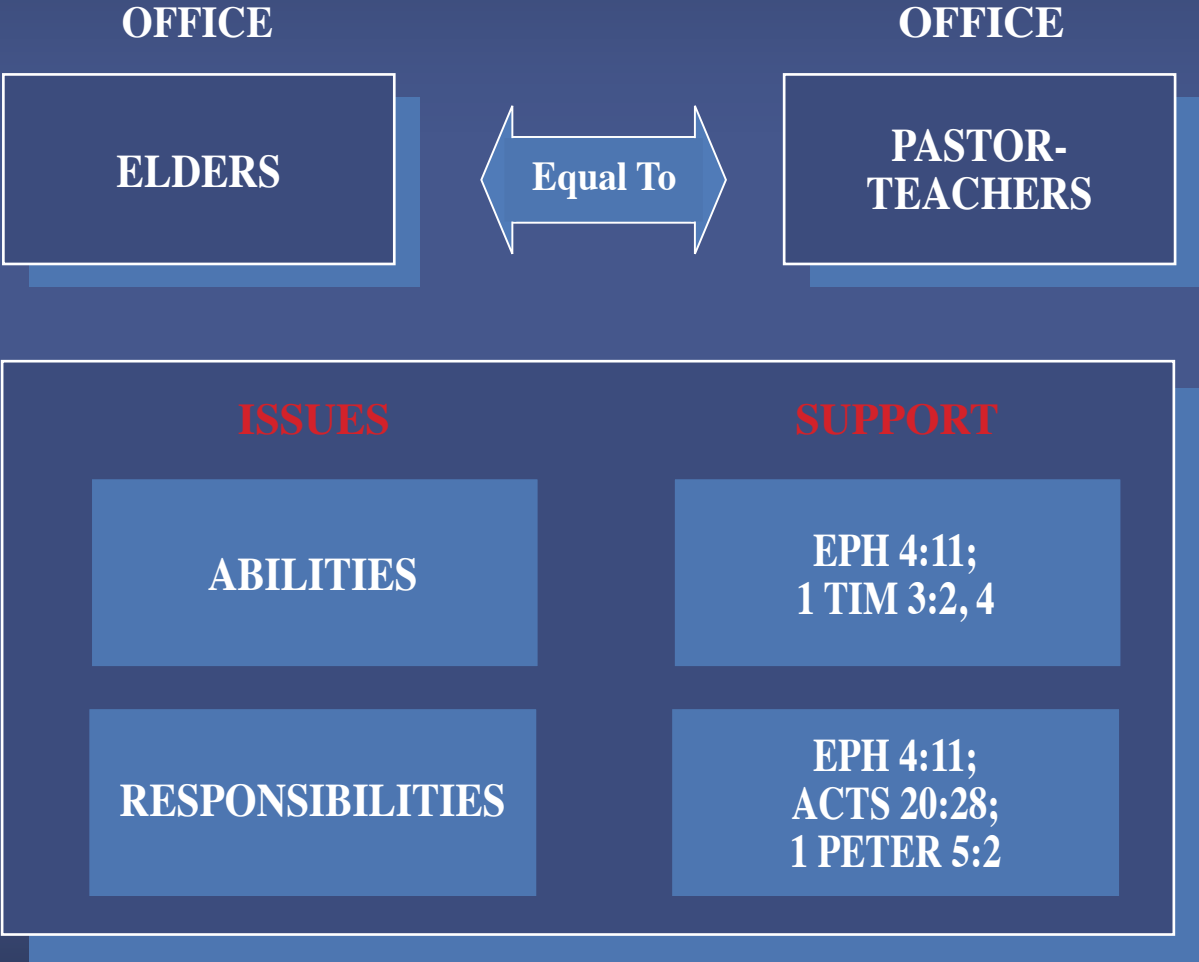 OFFICE
OFFICE
ELDERS
Equal To
PASTOR-
TEACHERS
ISSUES
SUPPORT
ABILITIES
EPH 4:11;
1 TIM 3:2, 4
RESPONSIBILITIES
EPH 4:11;
ACTS 20:28;
1 PETER 5:2